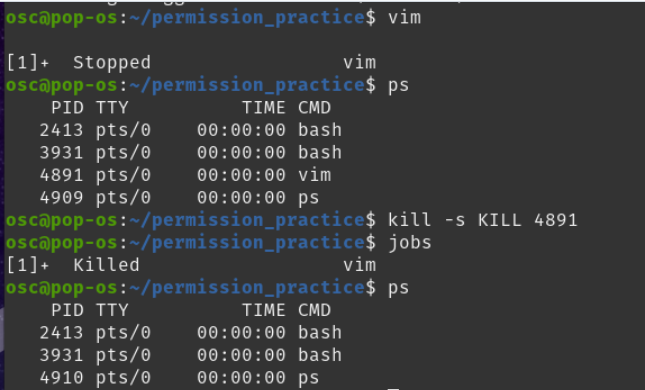 osc@pop-os:~/permission_practice$ vim
[1]+  Stopped                 vim
osc@pop-os:~/permission_practice$ ps
    PID TTY          TIME CMD
   2413 pts/0    00:00:00 bash
   3931 pts/0    00:00:00 bash
   4891 pts/0    00:00:00 vim
   4909 pts/0    00:00:00 ps
osc@pop-os:~/permission_practice$ kill -s KILL 4891
osc@pop-os:~/permission_practice$ jobs
[1]+  Killed                  vim
osc@pop-os:~/permission_practice$ ps
    PID TTY          TIME CMD
   2413 pts/0    00:00:00 bash
   3931 pts/0    00:00:00 bash
   4910 pts/0    00:00:00 ps